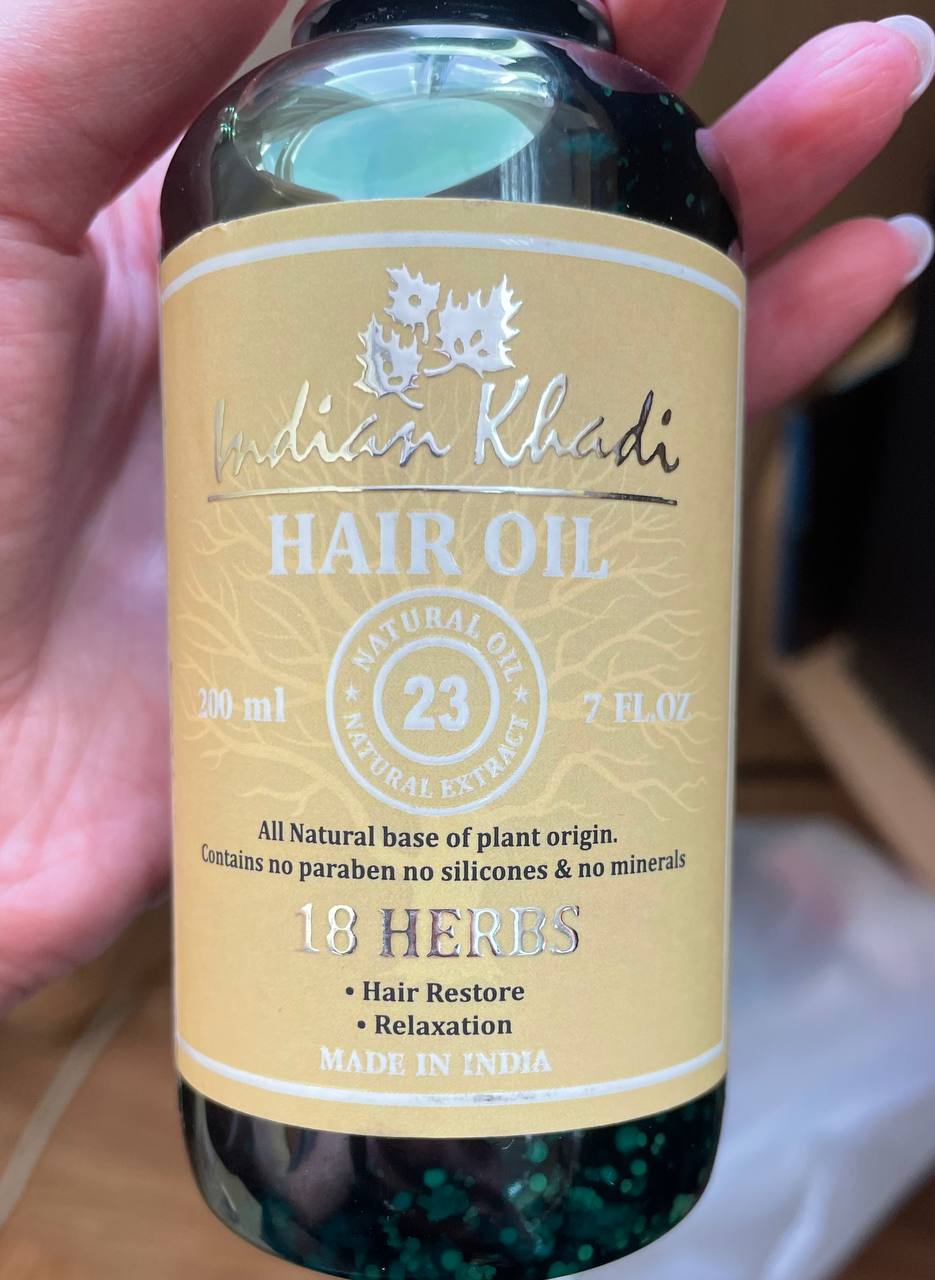 Indian Khadi
HAIR OIL
NATURAL OIL
200 ml
23
7 FL.OZ
NATURAL EXTRACT
All Natural base of plant origin.
Contains no paraben no silicones & no minerals
18 HERBS
• Hair Restore
• Relaxation
MADE IN INDIA